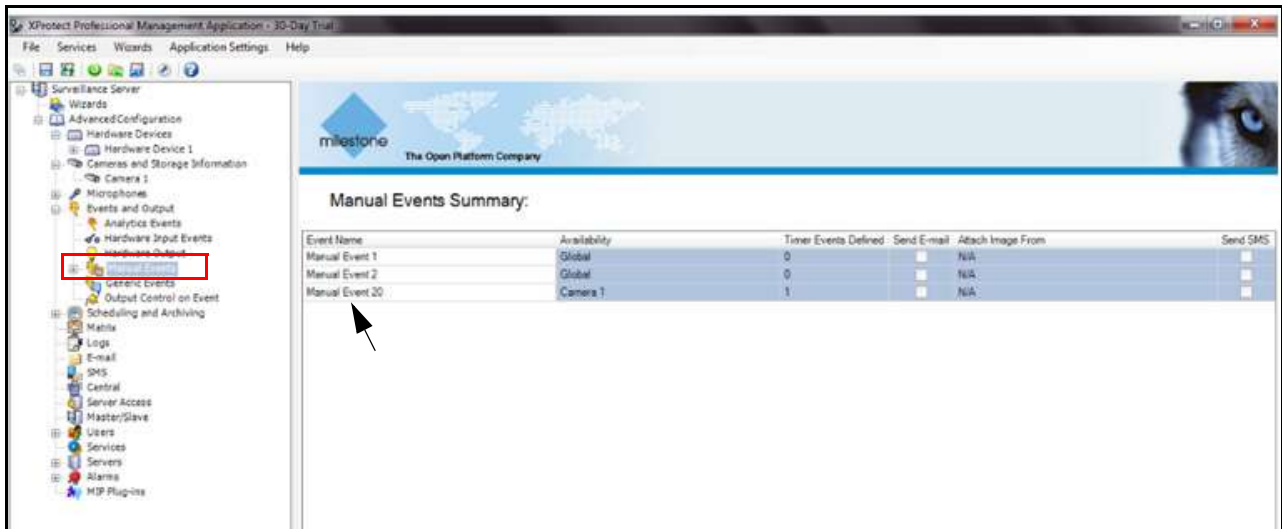 XProtect Professional Management Application - 30-Day Trial
File Services Wizards Application Settings Help
Surveillance Server
Wizards
Advanced Configuration
Hardware Devices
Hardware Device 1
Cameras and Storage Information
Camera 1
Microphones
Events and Output
Analytics Events
Hardware Input Events
Hardware Output
Manual Events
Generic Events
Output Control on Event
Scheduling and Archiving
Matrix
Logs
E-mail
SMS
Central
Server Access
Master/Slave
Users
Services
Servers
Alarms
MIP Plug-ins
milestone
The Open Platform Company
Manual Events Summary:
Event Name Availability Timer Events Defined Send E-mail Attach Image From Send SMS
Manual Event 1 Global 0 N/A
Manual Event 2 Global 0 N/A
Manual Event 20 Camera 1 1 N/A